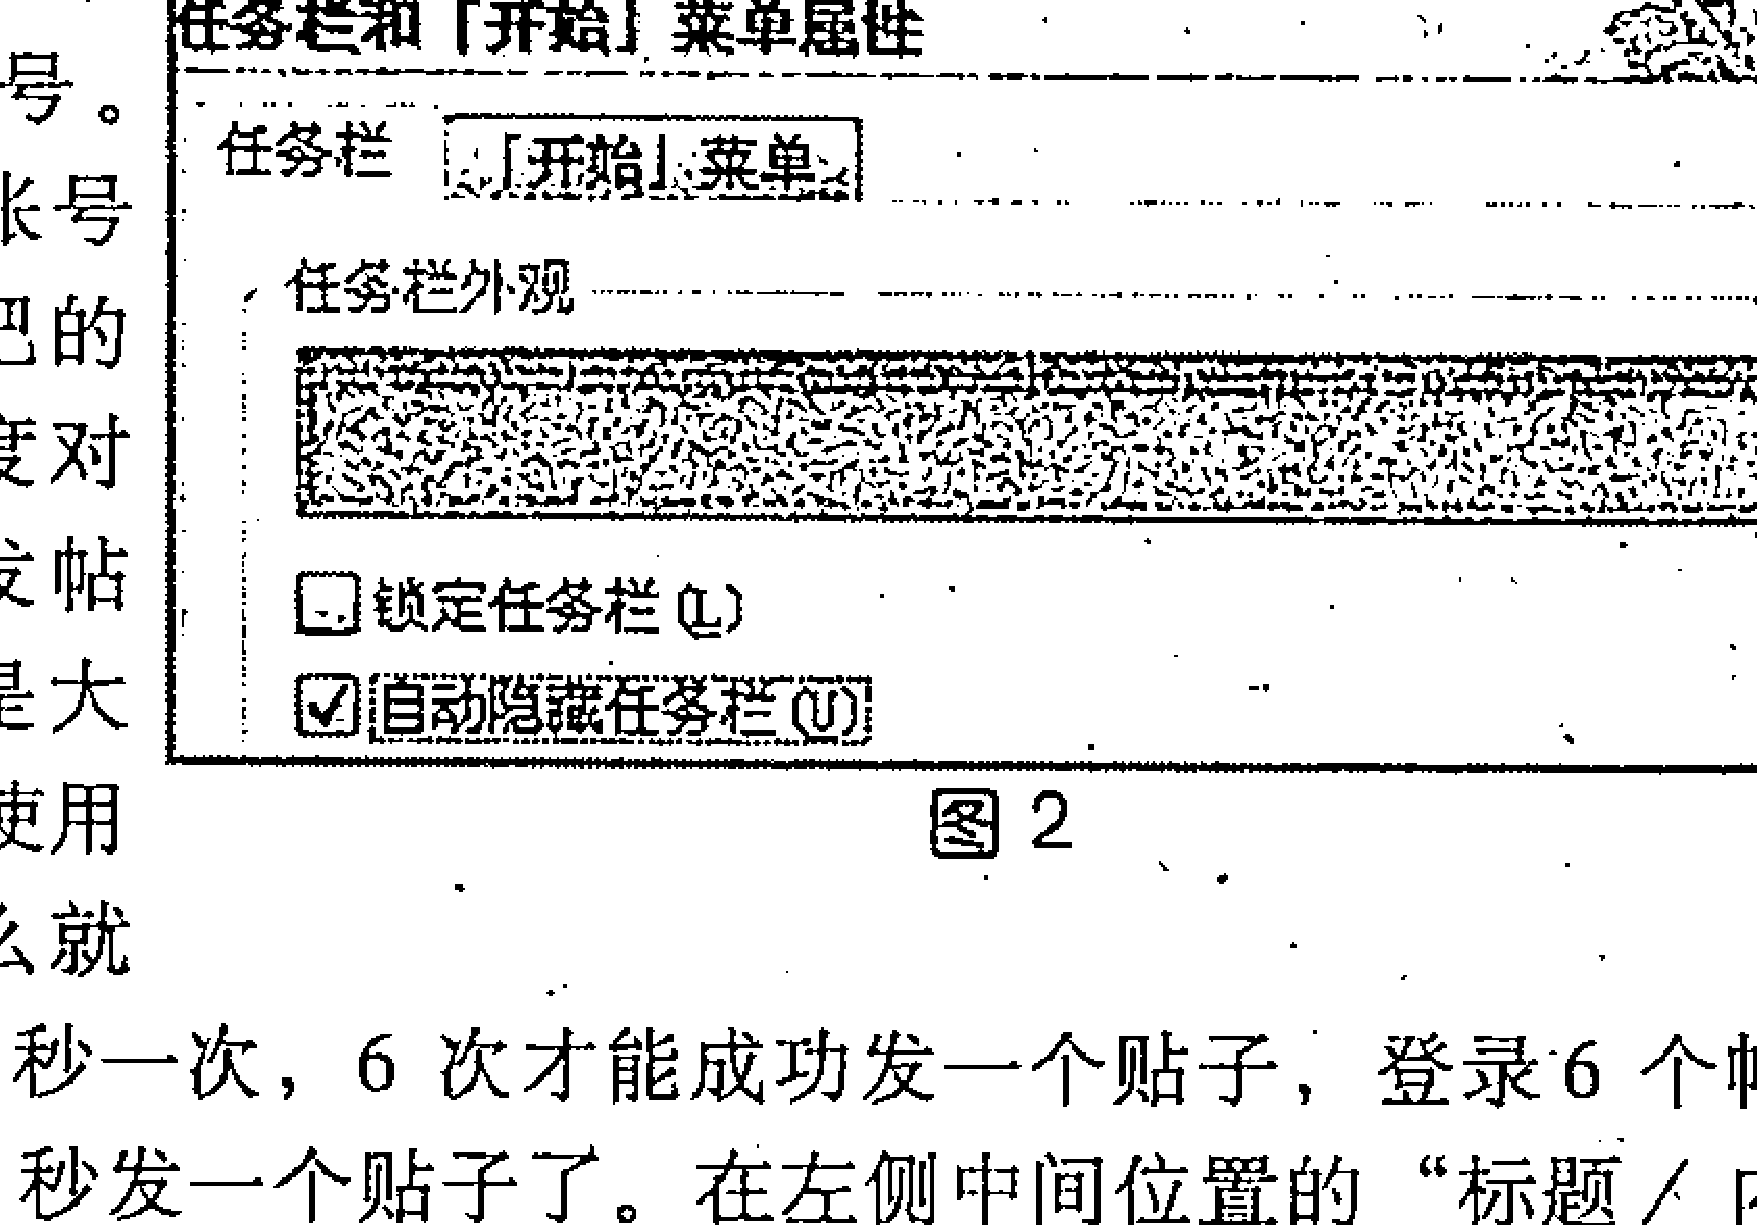 任务栏和「开始」菜单属性
任务栏 「开始」菜单
任务栏外观
锁定任务栏(L)
自动隐藏任务栏(U)
图 2
号。
张号
吧的
度对
发帖
是大
使用
么就
秒一次，6 次才能成功发一个贴子，登录 6 个帐
秒发一个贴子了。在左侧中间位置的“标题/